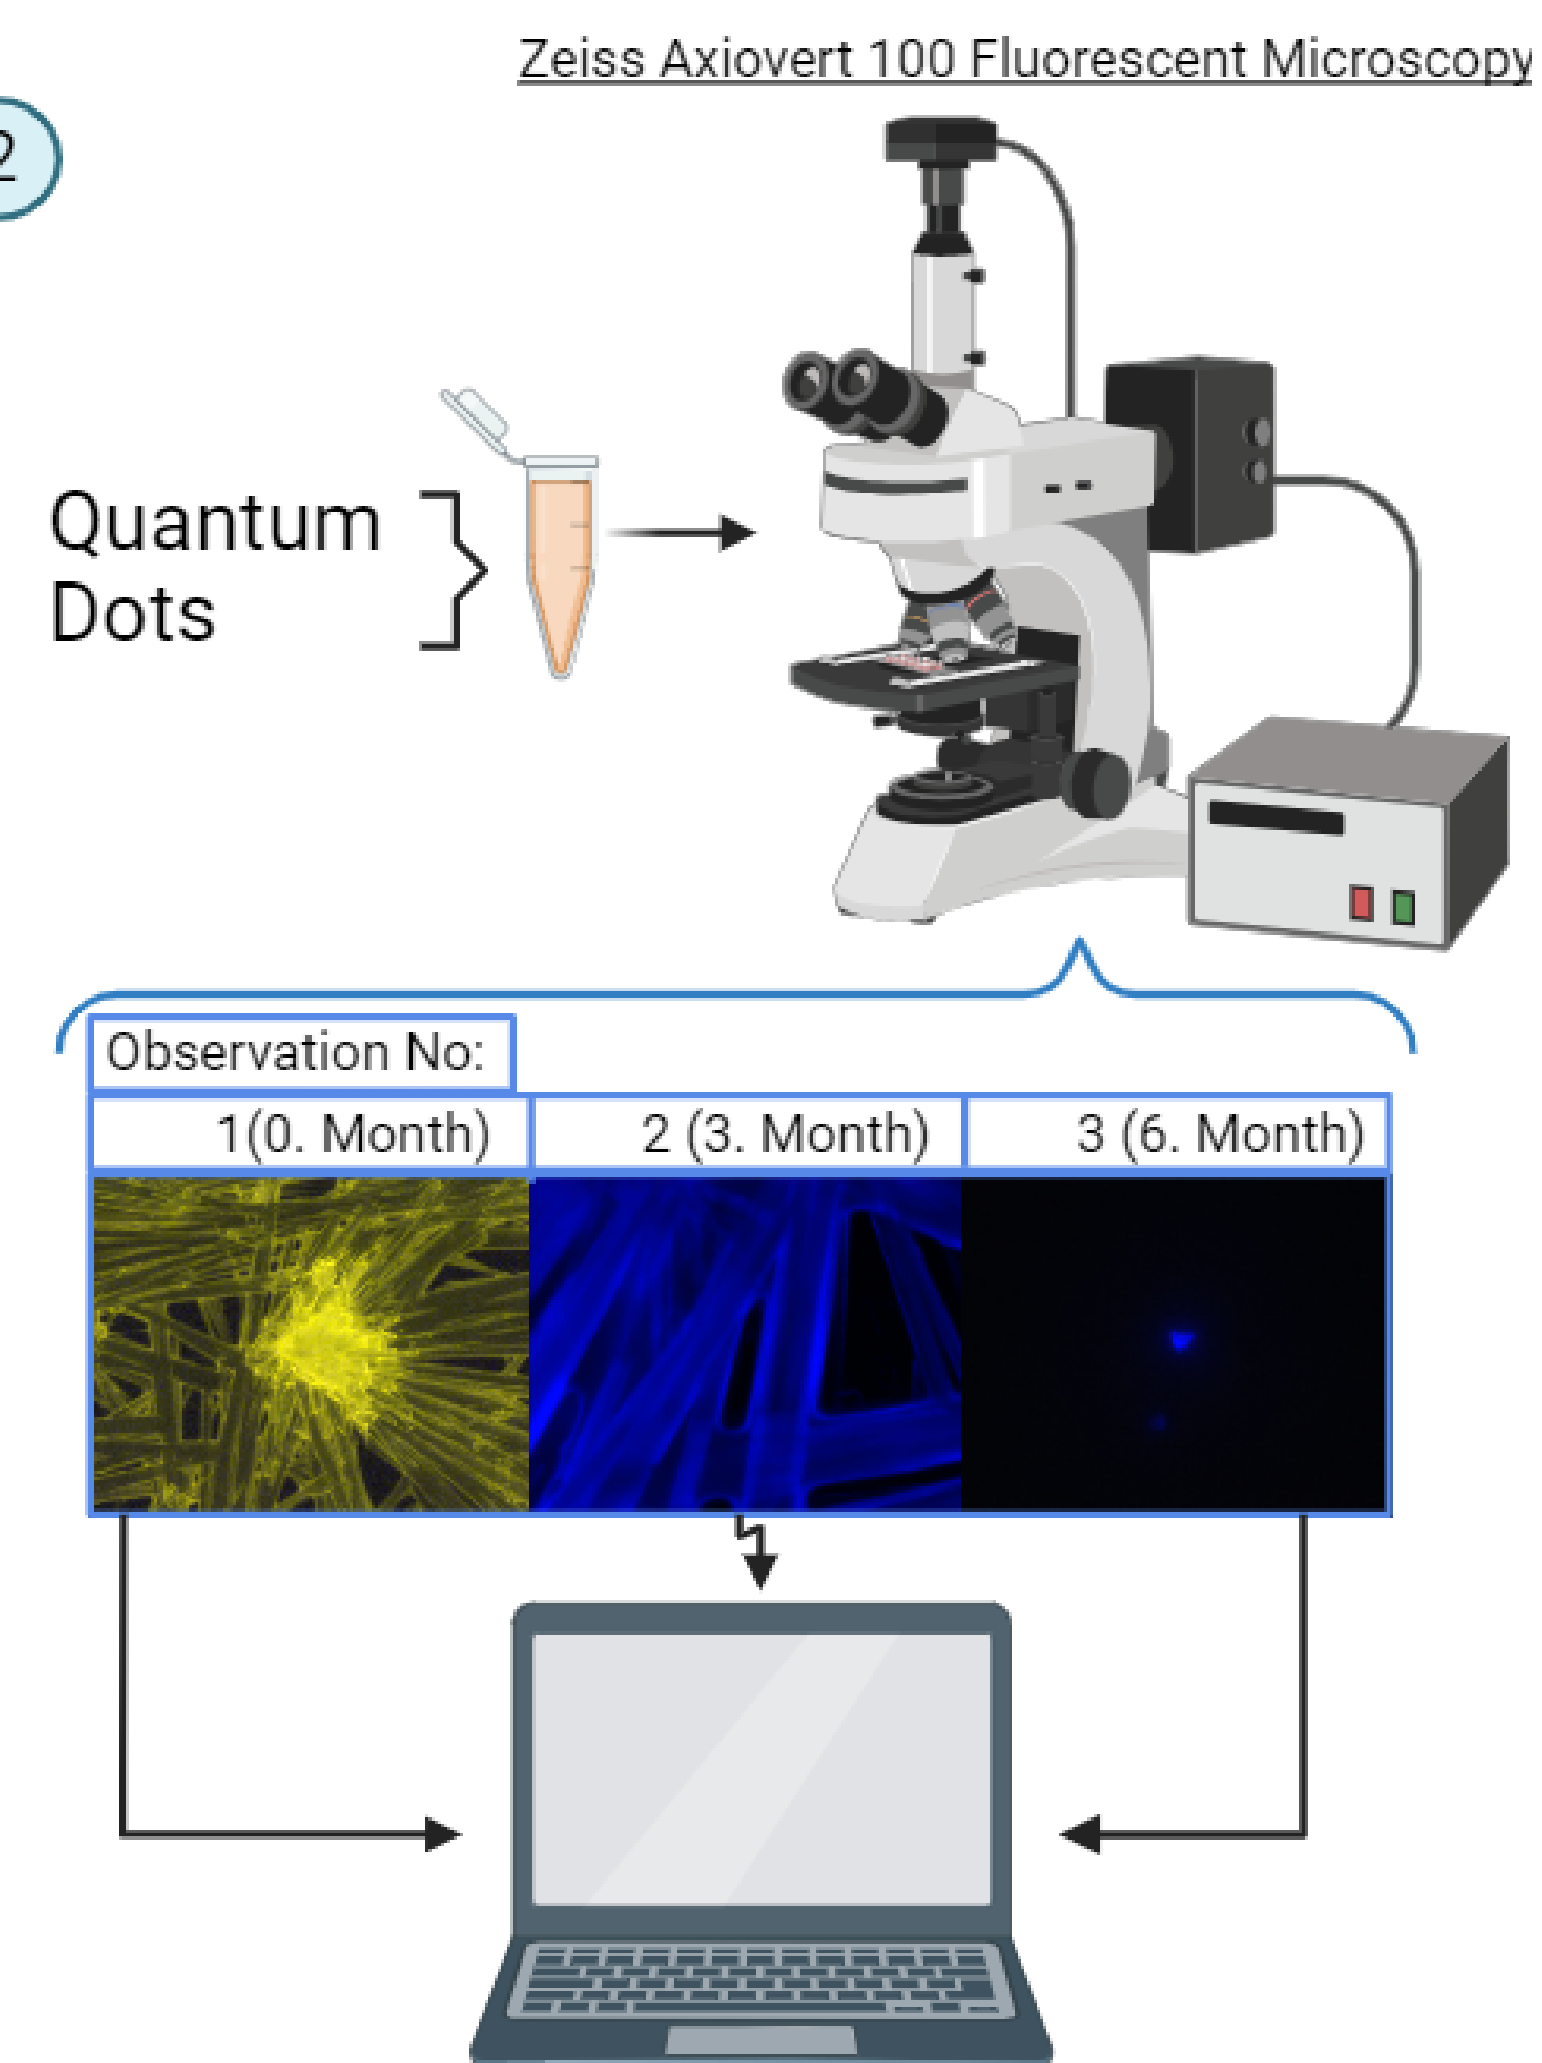 Zeiss Axiovert 100 Fluorescent Microscopy
2
Quantum
Dots
Observation No:
1(0. Month)
2 (3. Month)
3 (6. Month)